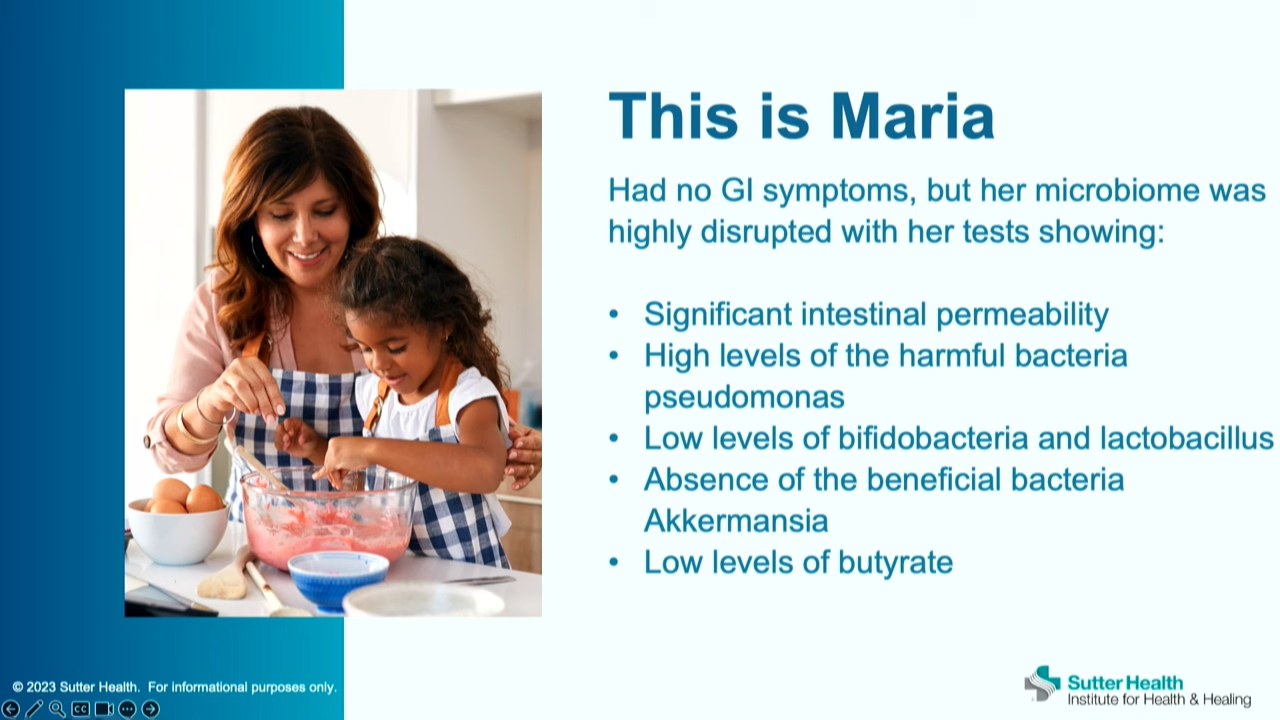 This is Maria
Had no GI symptoms, but her microbiome was
highly disrupted with her tests showing:
• Significant intestinal permeability
• High levels of the harmful bacteria
pseudomonas
• Low levels of bifidobacteria and lactobacillus
• Absence of the beneficial bacteria
Akkermansia
• Low levels of butyrate
© 2023 Sutter Health. For informational purposes only.
CC
Sutter Health
Institute for Health & Healing